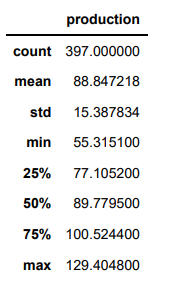 production
count 397.000000
mean 88.847218
std 15.387834
min 55.315100
25% 77.105200
50% 89.779500
75% 100.524400
max 129.404800